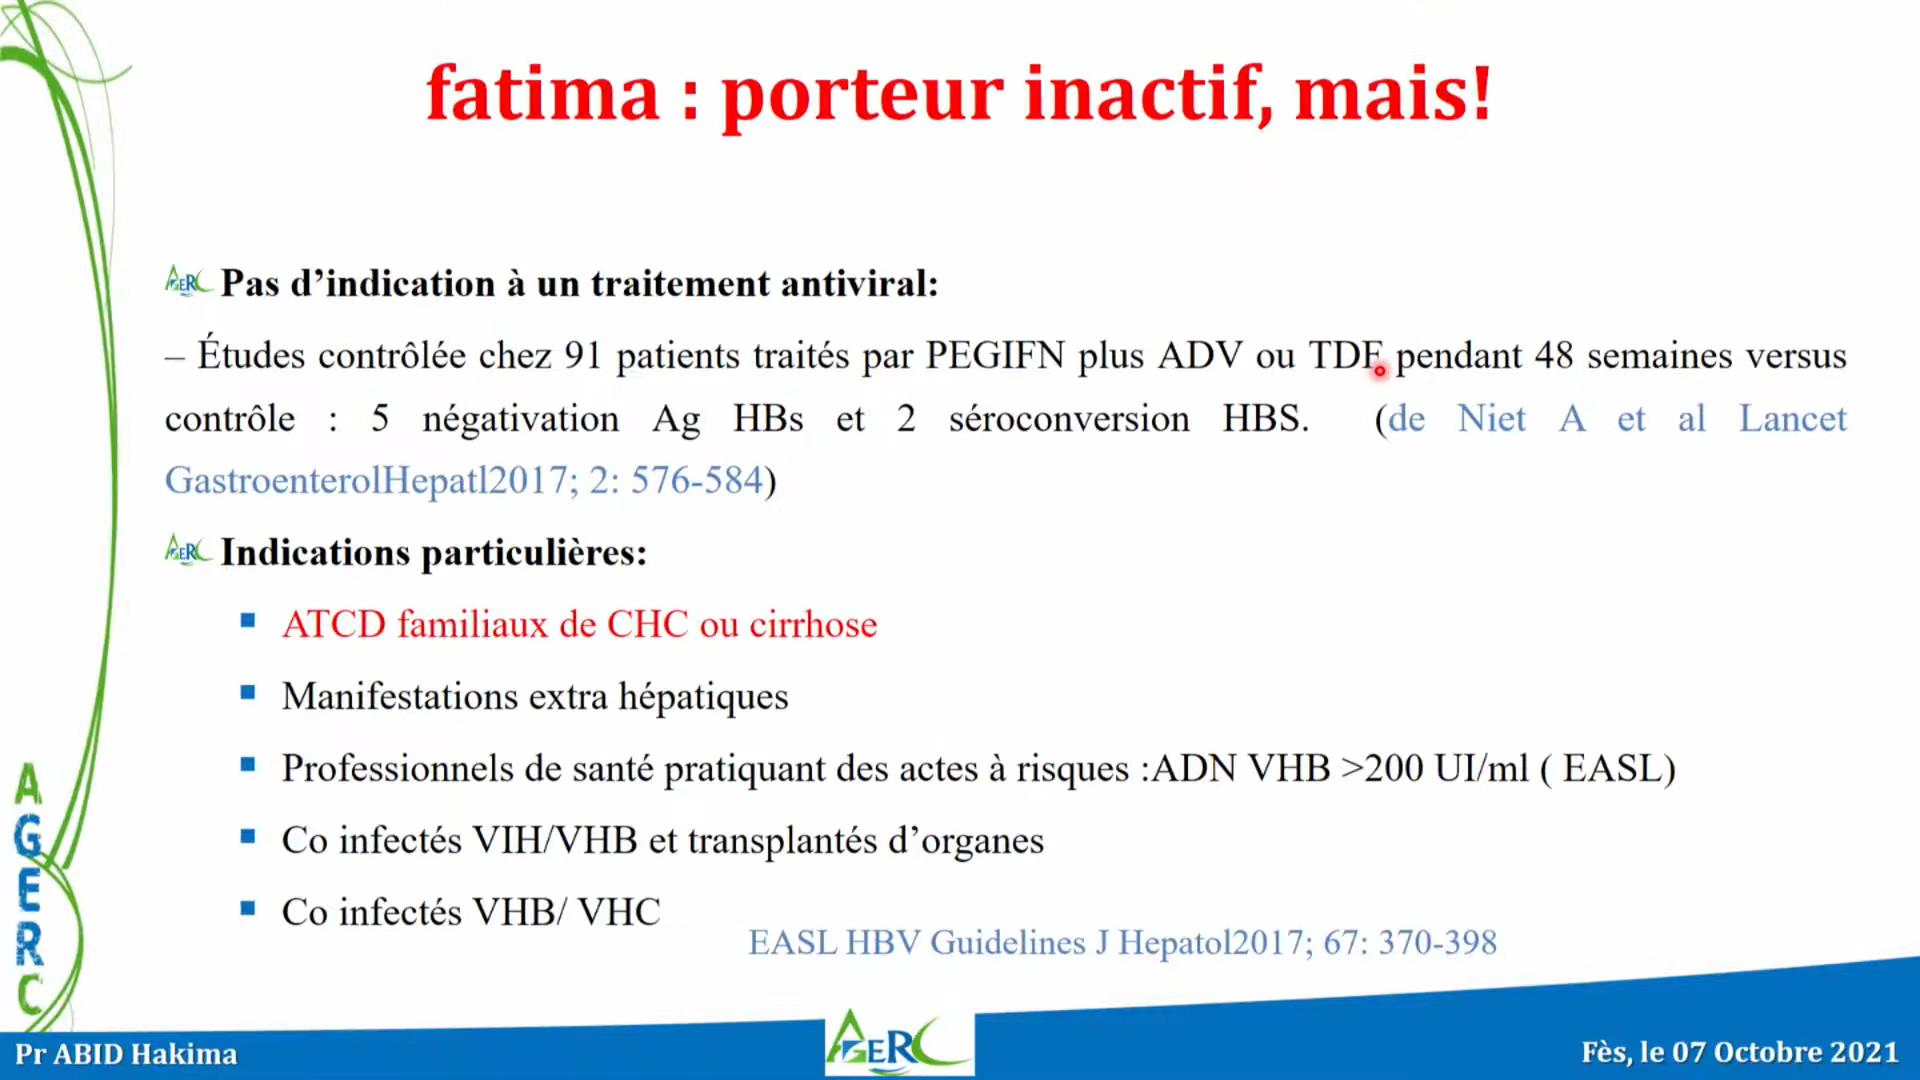 fatima : porteur inactif, mais!
AGERC Pas d’indication à un traitement antiviral:
– Études contrôlée chez 91 patients traités par PEGIFN plus ADV ou TDF pendant 48 semaines versus
contrôle : 5 négativation Ag HBs et 2 séroconversion HBS. (de Niet A et al Lancet
GastroenterolHepatl2017; 2: 576-584)
AGERC Indications particulières:
ATCD familiaux de CHC ou cirrhose
Manifestations extra hépatiques
Professionnels de santé pratiquant des actes à risques :ADN VHB >200 UI/ml ( EASL)
Co infectés VIH/VHB et transplantés d’organes
Co infectés VHB/ VHC
EASL HBV Guidelines J Hepatol2017; 67: 370-398
AGERC
Pr ABID Hakima
AGERC
Fès, le 07 Octobre 2021